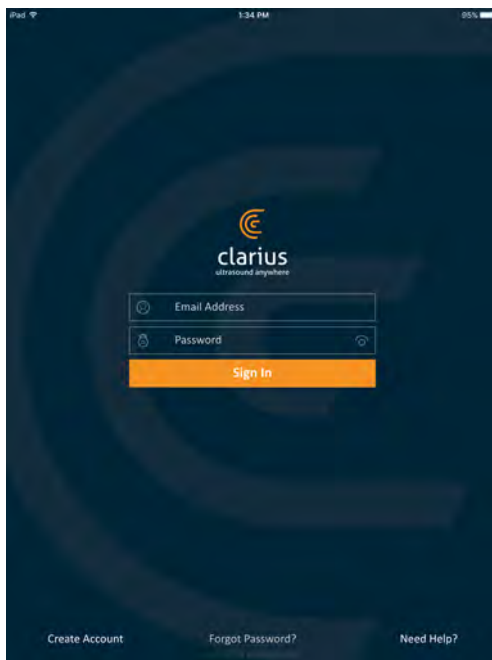 iPad 1:34 PM 95%
clarius
ultrasound anywhere
Email Address
Password
Sign In
Create Account Forgot Password? Need Help?